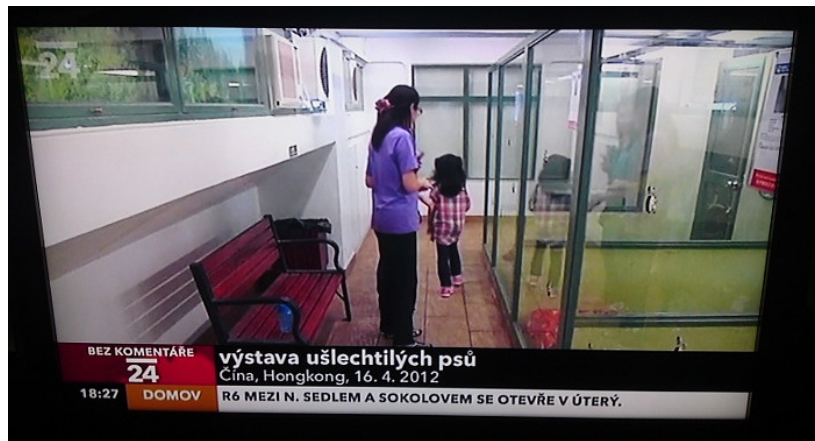 24
BEZ KOMENTÁŘE
24
výstava ušlechtilých psů
Čína, Hongkong, 16. 4. 2012
18:27 DOMOV R6 MEZI N. SEDLEM A SOKOLOVEM SE OTEVŘE V ÚTERÝ.